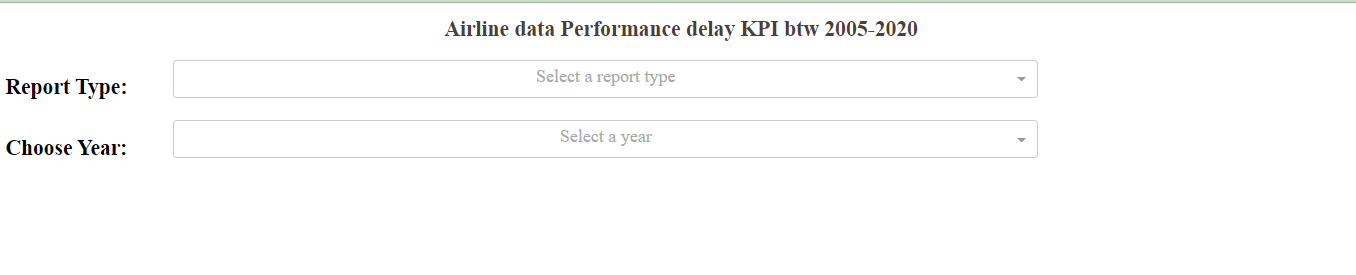 Airline data Performance delay KPI btw 2005-2020
Report Type: Select a report type
Choose Year: Select a year